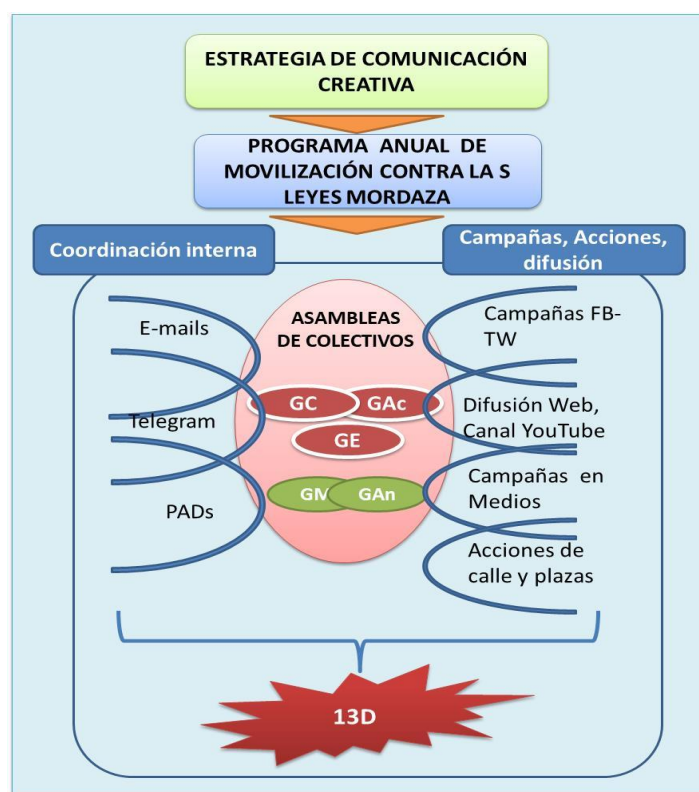 ESTRATEGIA DE COMUNICACIÓN
CREATIVA
PROGRAMA ANUAL DE
MOVILIZACIÓN CONTRA LA S
LEYES MORDAZA
Coordinación interna
Campañas, Acciones,
difusión
E-mails
Telegram
PADs
ASAMBLEAS
DE COLECTIVOS
GC
GAc
GE
GM
GAn
Campañas FB-
TW
Difusión Web,
Canal YouTube
Campañas en
Medios
Acciones de
calle y plazas
13D